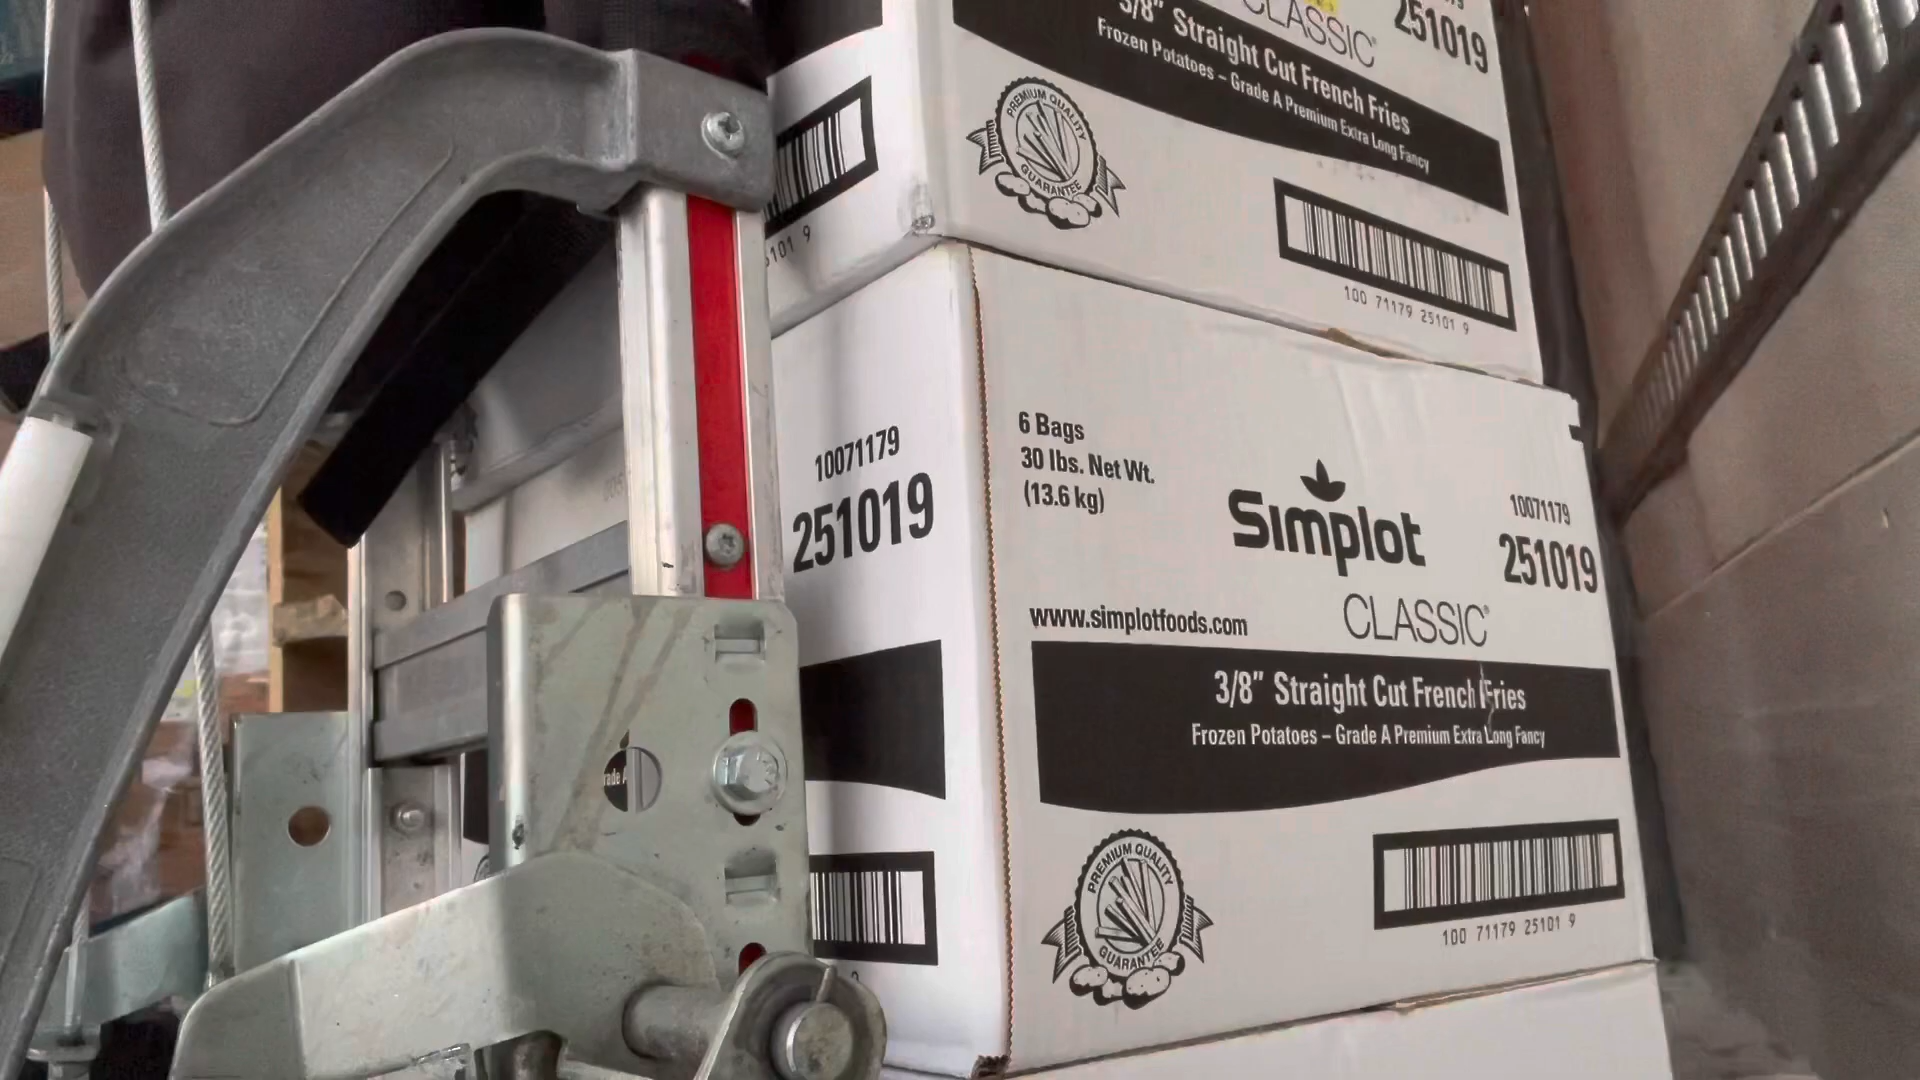 CLASSIC®
251019
3/8" Straight Cut French Fries
Frozen Potatoes – Grade A Premium Extra Long Fancy
PREMIUM QUALITY
GUARANTEE
5101 9
100 71179 25101 9
10071179
251019
6 Bags
30 lbs. Net Wt.
(13.6 kg)
Simplot
CLASSIC®
10071179
251019
www.simplotfoods.com
3/8" Straight Cut French Fries
Frozen Potatoes – Grade A Premium Extra Long Fancy
rade A
PREMIUM QUALITY
GUARANTEE
100 71179 25101 9